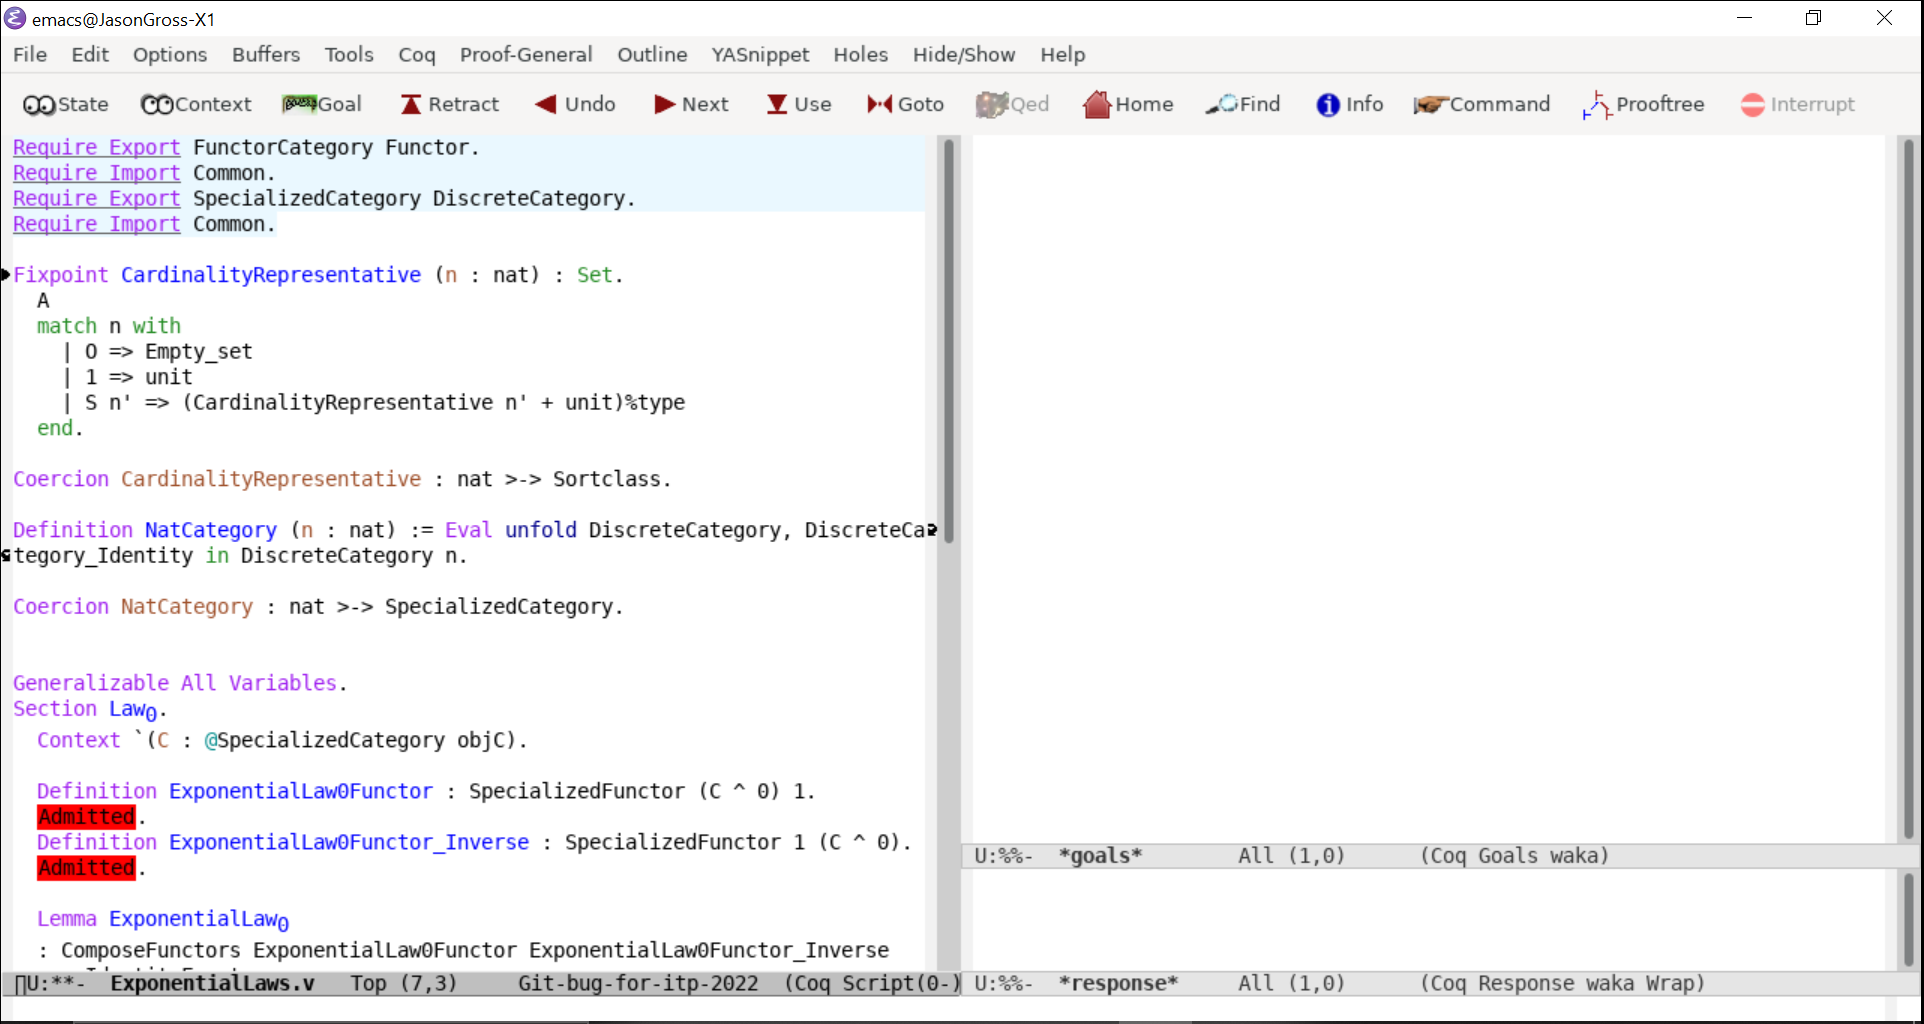 emacs@JasonGross-X1
File Edit Options Buffers Tools Coq Proof-General Outline YASnippet Holes Hide/Show Help
State Context Goal Retract Undo Next Use Goto Qed Home Find Info Command Prooftree Interrupt
Require Export FunctorCategory Functor.
Require Import Common.
Require Export SpecializedCategory DiscreteCategory.
Require Import Common.
Fixpoint CardinalityRepresentative (n : nat) : Set.
A
match n with
| O => Empty_set
| 1 => unit
| S n' => (CardinalityRepresentative n' + unit)%type
end.
Coercion CardinalityRepresentative : nat >-> Sortclass.
Definition NatCategory (n : nat) := Eval unfold DiscreteCategory, DiscreteCa
tegory_Identity in DiscreteCategory n.
Coercion NatCategory : nat >-> SpecializedCategory.
Generalizable All Variables.
Section Law0.
Context `(C : @SpecializedCategory objC).
Definition ExponentialLaw0Functor : SpecializedFunctor (C ^ 0) 1.
Admitted.
Definition ExponentialLaw0Functor_Inverse : SpecializedFunctor 1 (C ^ 0).
Admitted.
Lemma ExponentialLaw0
: ComposeFunctors ExponentialLaw0Functor ExponentialLaw0Functor_Inverse
U:**- ExponentialLaws.v Top (7,3) Git-bug-for-itp-2022 (Coq Script(0-)
U:%%- *goals* All (1,0) (Coq Goals waka)
U:%%- *response* All (1,0) (Coq Response waka Wrap)